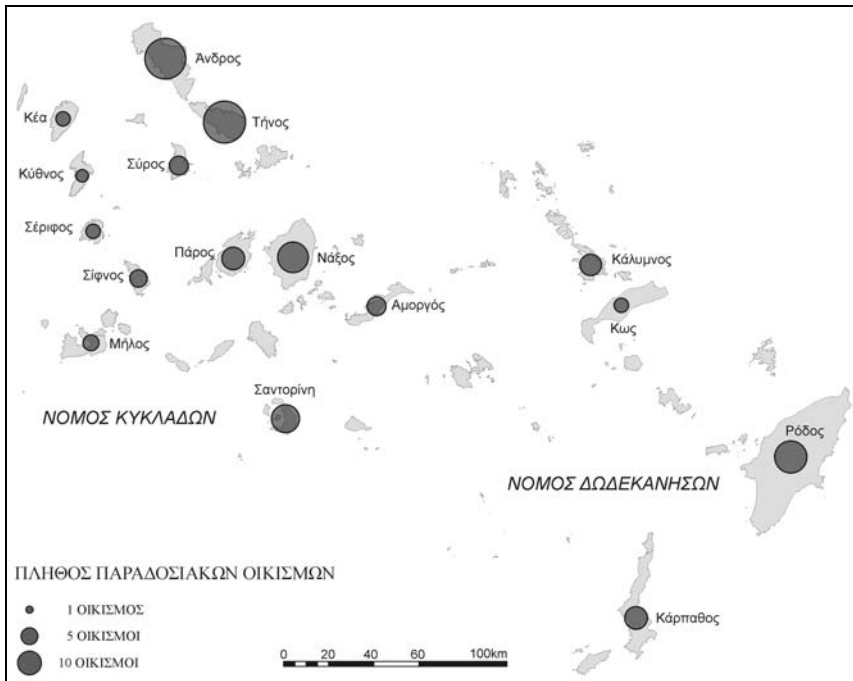 Άνδρος
Κέα
Τήνος
Σύρος
Κύθνος
Σέριφος
Πάρος
Νάξος
Κάλυμνος
Σίφνος
Αμοργός
Κως
Μήλος
Σαντορίνη
ΝΟΜΟΣ ΚΥΚΛΑΔΩΝ
Ρόδος
ΝΟΜΟΣ ΔΩΔΕΚΑΝΗΣΩΝ
ΠΛΗΘΟΣ ΠΑΡΑΔΟΣΙΑΚΩΝ ΟΙΚΙΣΜΩΝ
1 ΟΙΚΙΣΜΟΣ
5 ΟΙΚΙΣΜΟΙ
10 ΟΙΚΙΣΜΟΙ
Κάρπαθος
0 5 10 20 40 60 100km